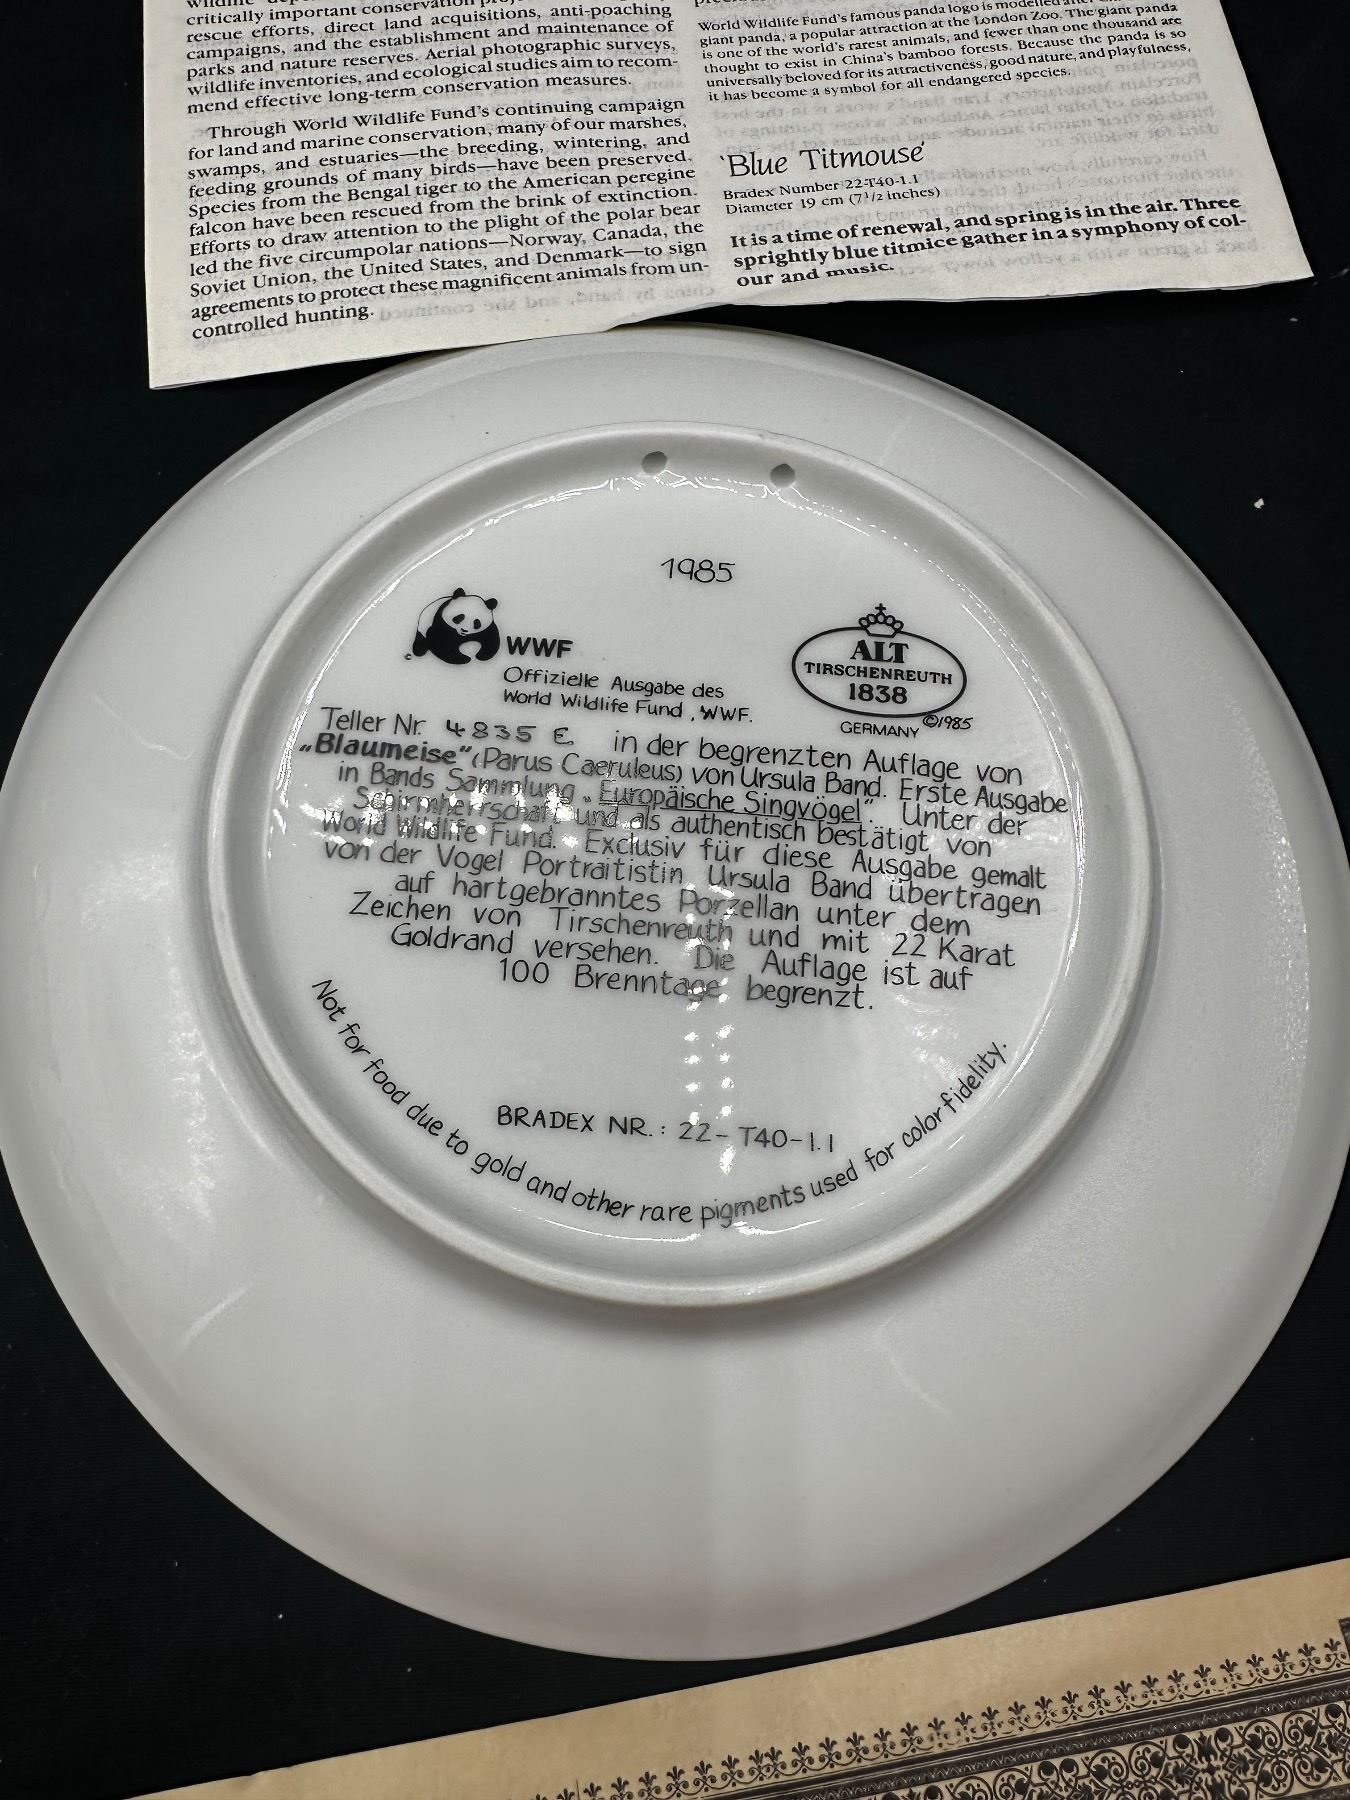 critically important conservation
rescue efforts, direct land acquisitions, anti-poaching
campaigns, and the establishment and maintenance of
parks and nature reserves. Aerial photographic surveys,
wildlife inventories, and ecological studies aim to recom-
mend effective long-term conservation measures.
Through World Wildlife Fund's continuing campaign
for land and marine conservation, many of our marshes,
swamps, and estuaries—the breeding, wintering, and
feeding grounds of many birds—have been preserved.
Species from the Bengal tiger to the American peregine
falcon have been rescued from the brink of extinction.
Efforts to draw attention to the plight of the polar bear
led the five circumpolar nations—Norway, Canada, the
Soviet Union, the United States, and Denmark—to sign
agreements to protect these magnificent animals from un-
controlled hunting.
World Wildlife Fund's famous panda logo is modelled after
giant panda, a popular attraction at the London Zoo. The giant panda
is one of the world's rarest animals, and fewer than one thousand are
thought to exist in China's bamboo forests. Because the panda is so
universally beloved for its attractiveness, good nature, and playfulness,
it has become a symbol for all endangered species.
'Blue Titmouse'
Bradex Number 22-T40-1.1
Diameter 19 cm (7 1/2 inches)
It is a time of renewal, and spring is in the air. Three
sprightly blue titmice gather in a symphony of col-
our and music.
1985
WWF
Offizielle Ausgabe des
World Wildlife Fund, WWF.
ALT
TIRSCHENREUTH
1838
GERMANY ©1985
Teller Nr. 4835 E in der begrenzten Auflage von
„Blaumeise“ (Parus Caeruleus) von Ursula Band. Erste Ausgabe
in Bands Sammlung „Europäische Singvögel“. Unter der
Schirmherrschaft und als authentisch bestätigt von
World Wildlife Fund. Exclusiv für diese Ausgabe gemalt
von der Vogel Portraitistin Ursula Band übertragen
auf hartgebranntes Porzellan unter dem
Zeichen von Tirschenreuth und mit 22 Karat
Goldrand versehen. Die Auflage ist auf
100 Brenntage begrenzt.
BRADEX NR.: 22-T40-1.1
Not for food due to gold and other rare pigments used for color fidelity.